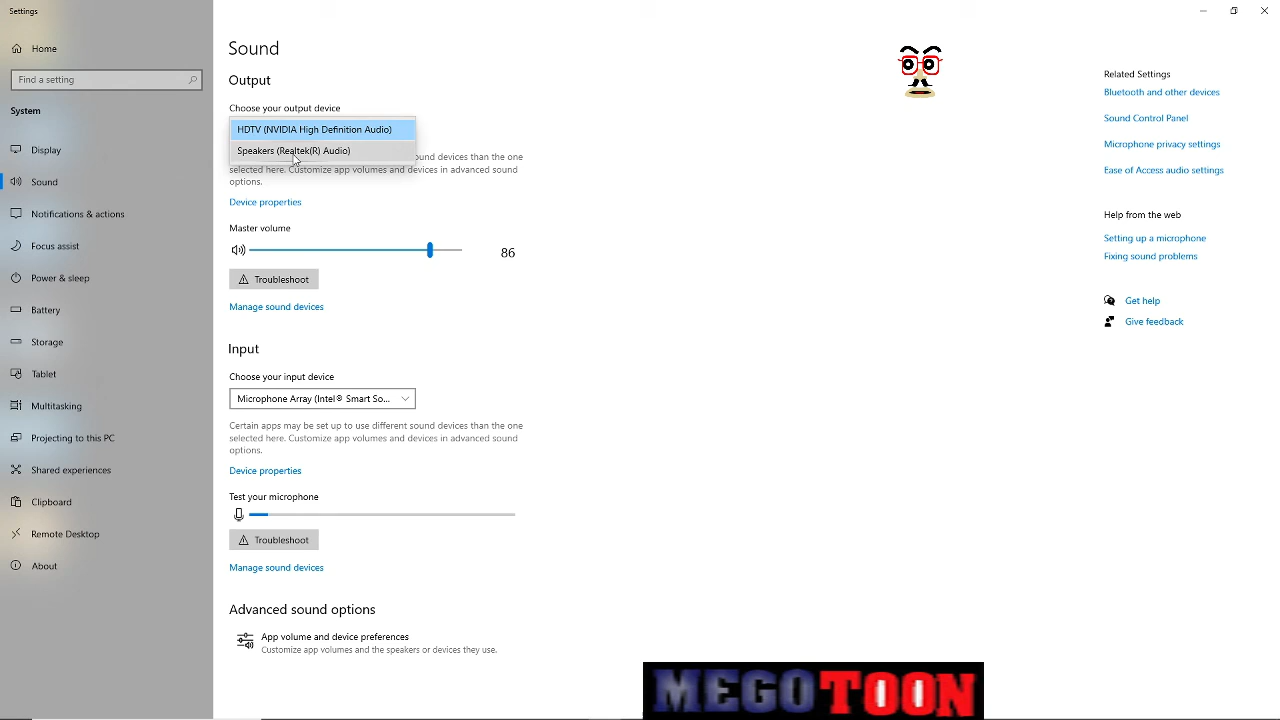 Settings
Home
Find a setting
System
Display
Sound
Notifications & actions
Focus assist
Power & sleep
Battery
Storage
Tablet
Multitasking
Projecting to this PC
Shared experiences
Clipboard
Remote Desktop
About
Sound
Output
Choose your output device
HDTV (NVIDIA High Definition Audio)
Speakers (Realtek(R) Audio)
ound devices than the one
selected here. Customize app volumes and devices in advanced sound
options.
Device properties
Master volume
86
Troubleshoot
Manage sound devices
Input
Choose your input device
Microphone Array (Intel® Smart So...
Certain apps may be set up to use different sound devices than the one
selected here. Customize app volumes and devices in advanced sound
options.
Device properties
Test your microphone
Troubleshoot
Manage sound devices
Advanced sound options
App volume and device preferences
Customize app volumes and the speakers or devices they use.
Related Settings
Bluetooth and other devices
Sound Control Panel
Microphone privacy settings
Ease of Access audio settings
Help from the web
Setting up a microphone
Fixing sound problems
Get help
Give feedback
MEGOTOON